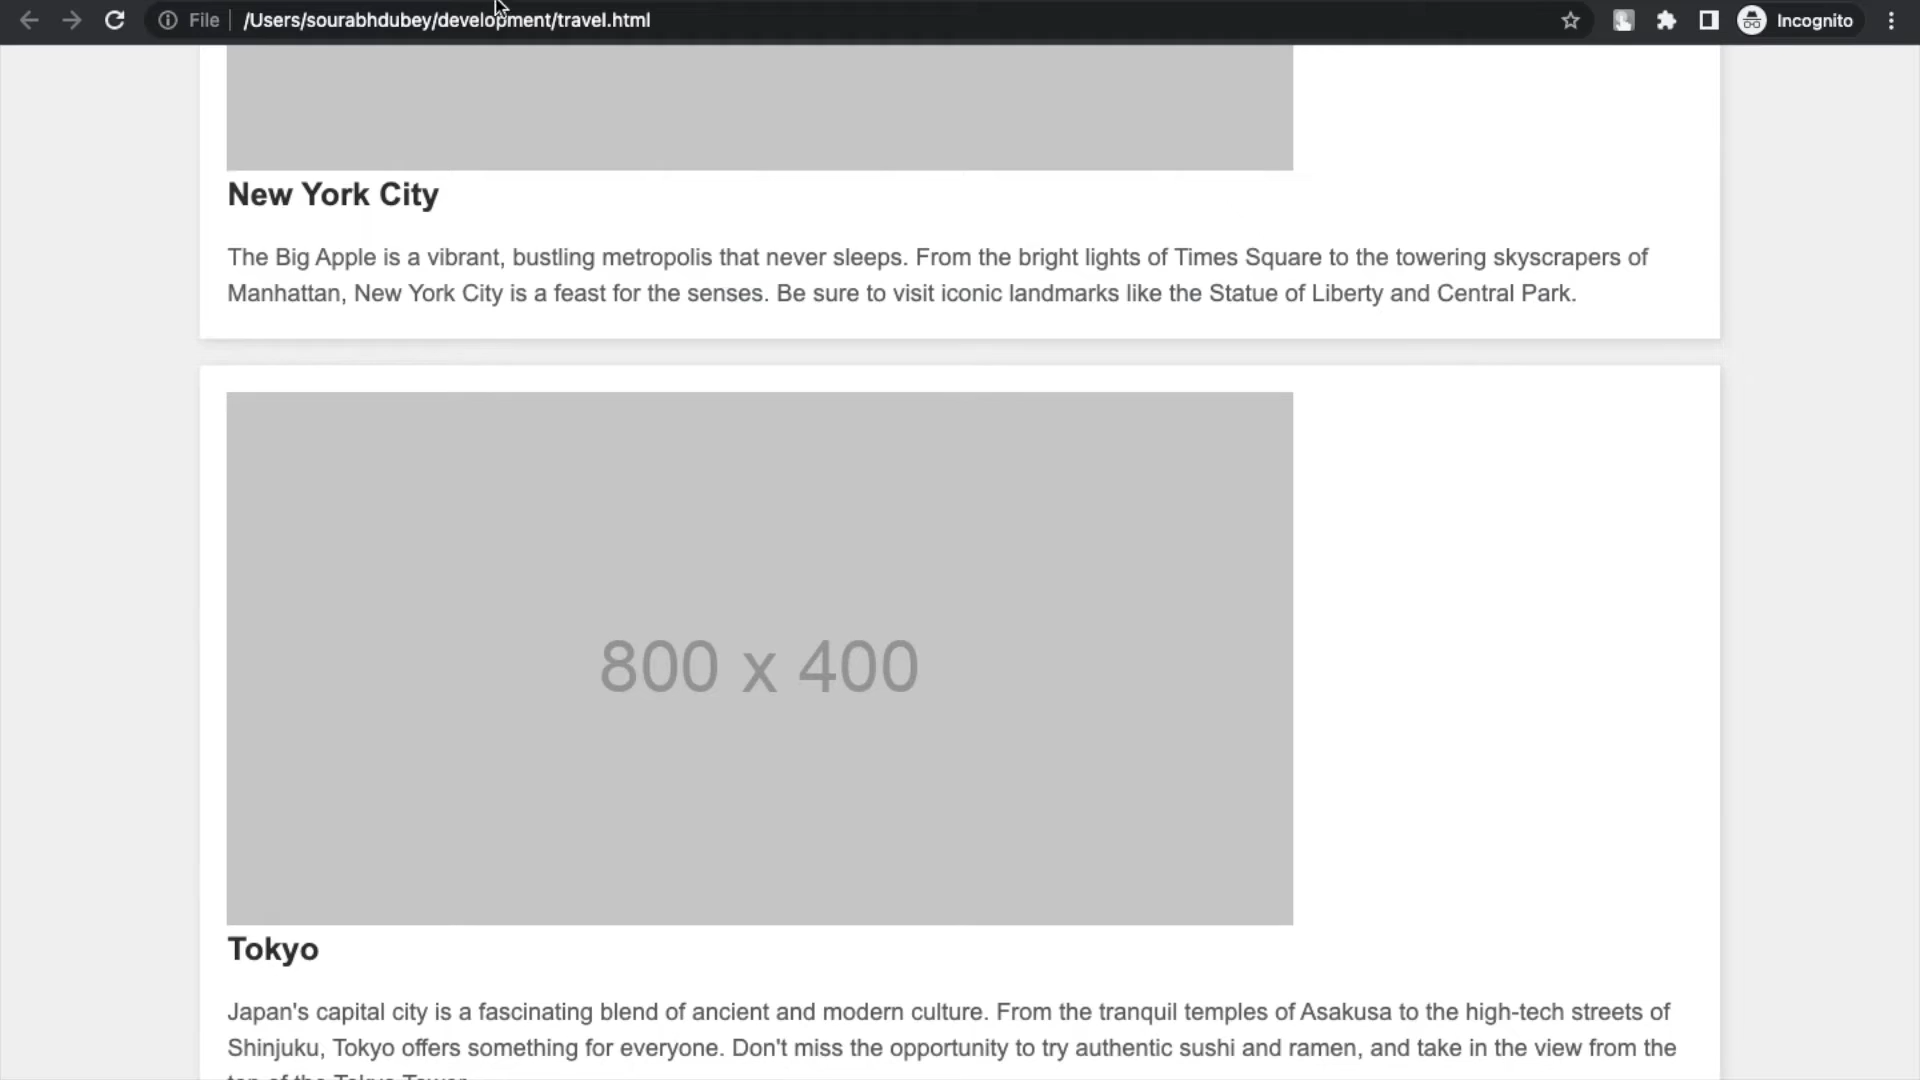 File /Users/sourabhdubey/development/travel.html Incognito
New York City
The Big Apple is a vibrant, bustling metropolis that never sleeps. From the bright lights of Times Square to the towering skyscrapers of
Manhattan, New York City is a feast for the senses. Be sure to visit iconic landmarks like the Statue of Liberty and Central Park.
800 x 400
Tokyo
Japan's capital city is a fascinating blend of ancient and modern culture. From the tranquil temples of Asakusa to the high-tech streets of
Shinjuku, Tokyo offers something for everyone. Don't miss the opportunity to try authentic sushi and ramen, and take in the view from the
top of the Tokyo Tower.